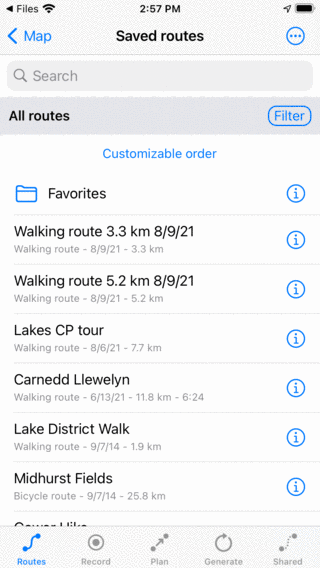 Files 2:57 PM
Map Saved routes
Search
All routes Filter
Customizable order
Favorites
Walking route 3.3 km 8/9/21
Walking route - 8/9/21 - 3.3 km
Walking route 5.2 km 8/9/21
Walking route - 8/9/21 - 5.2 km
Lakes CP tour
Walking route - 8/6/21 - 7.7 km
Carnedd Llewelyn
Walking route - 6/13/21 - 11.8 km - 6:24
Lake District Walk
Walking route - 9/7/14 - 1.9 km
Midhurst Fields
Bicycle route - 9/7/14 - 25.8 km
Gower Hike
Routes Record Plan Generate Shared